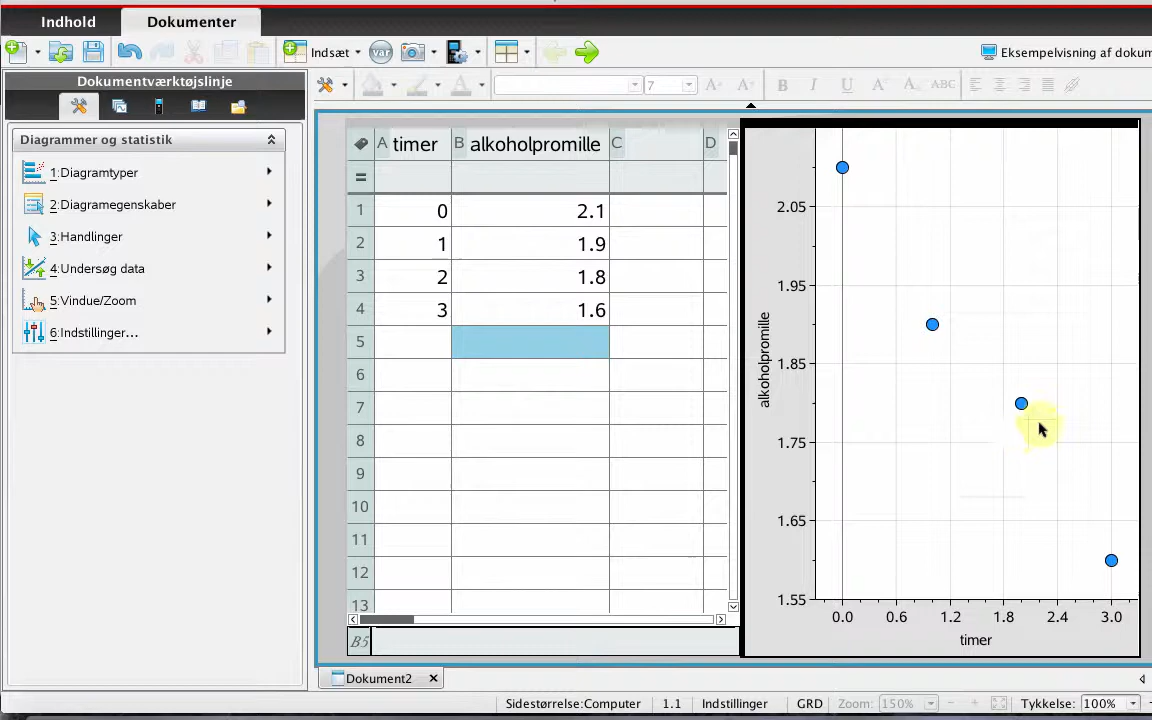 Indhold Dokumenter
Indsæt var Eksempelvisning af dokum
Dokumentværktøjslinje
7 A A B I U A A ABC
Diagrammer og statistik
1:Diagramtyper
2:Diagramegenskaber
3:Handlinger
4:Undersøg data
5:Vindue/Zoom
6:Indstillinger...
A timer B alkoholpromille C D
=
1 0 2.1
2 1 1.9
3 2 1.8
4 3 1.6
5
6
7
8
9
10
11
12
13
B5
2.05
1.95
1.85
1.75
1.65
1.55
alkoholpromille
0.0 0.6 1.2 1.8 2.4 3.0
timer
Dokument2
Sidestørrelse:Computer 1.1 Indstillinger GRD Zoom: 150% Tykkelse: 100%